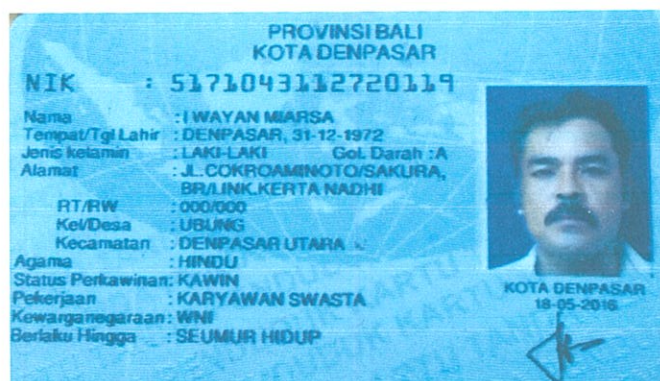 PROVINSI BALI
KOTA DENPASAR
NIK : 5171043112720119
Nama : I WAYAN MIARSA
Tempat/Tgl Lahir : DENPASAR, 31-12-1972
Jenis kelamin : LAKI-LAKI Gol. Darah : A
Alamat : JL. COKROAMINOTO/SAKURA,
BR/LINK.KERTA NADHI
RT/RW : 000/000
Kel/Desa : UBUNG
Kecamatan : DENPASAR UTARA
Agama : HINDU
Status Perkawinan: KAWIN
Pekerjaan : KARYAWAN SWASTA
Kewarganegaraan: WNI
Berlaku Hingga : SEUMUR HIDUP
KOTA DENPASAR
18-05-2016